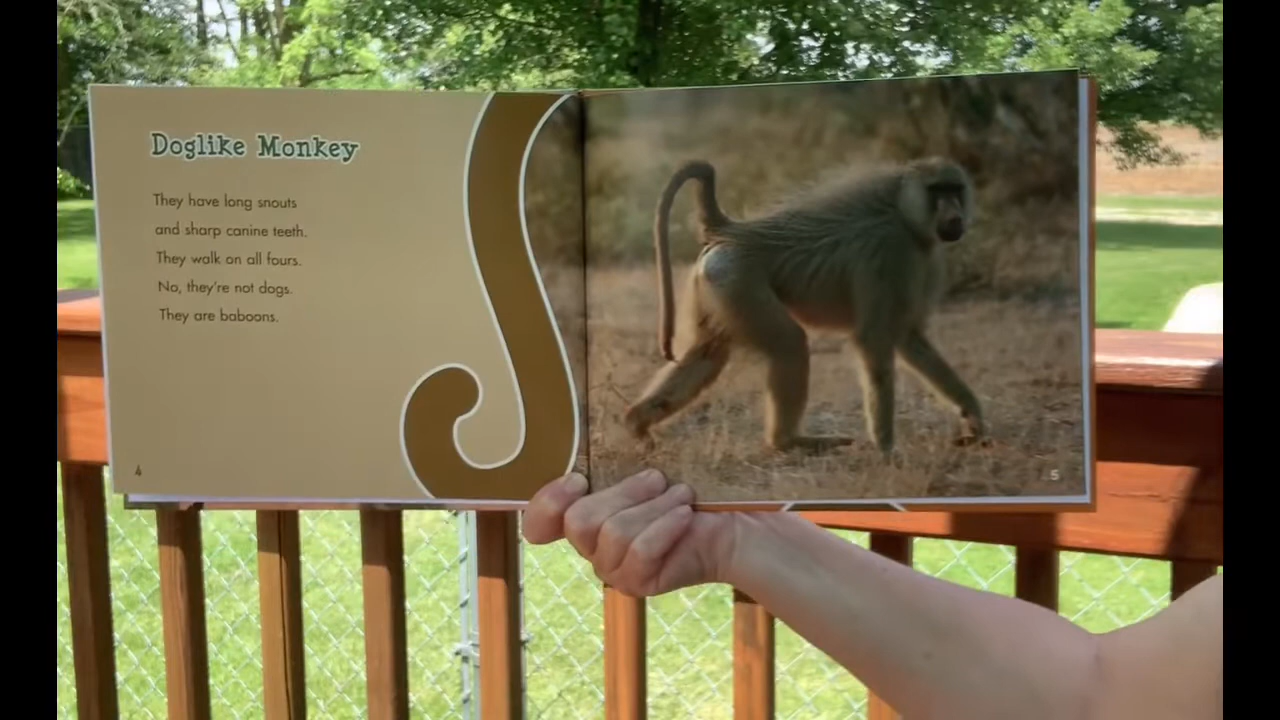 Doglike Monkey
They have long snouts
and sharp canine teeth.
They walk on all fours.
No, they're not dogs.
They are baboons.
4
5